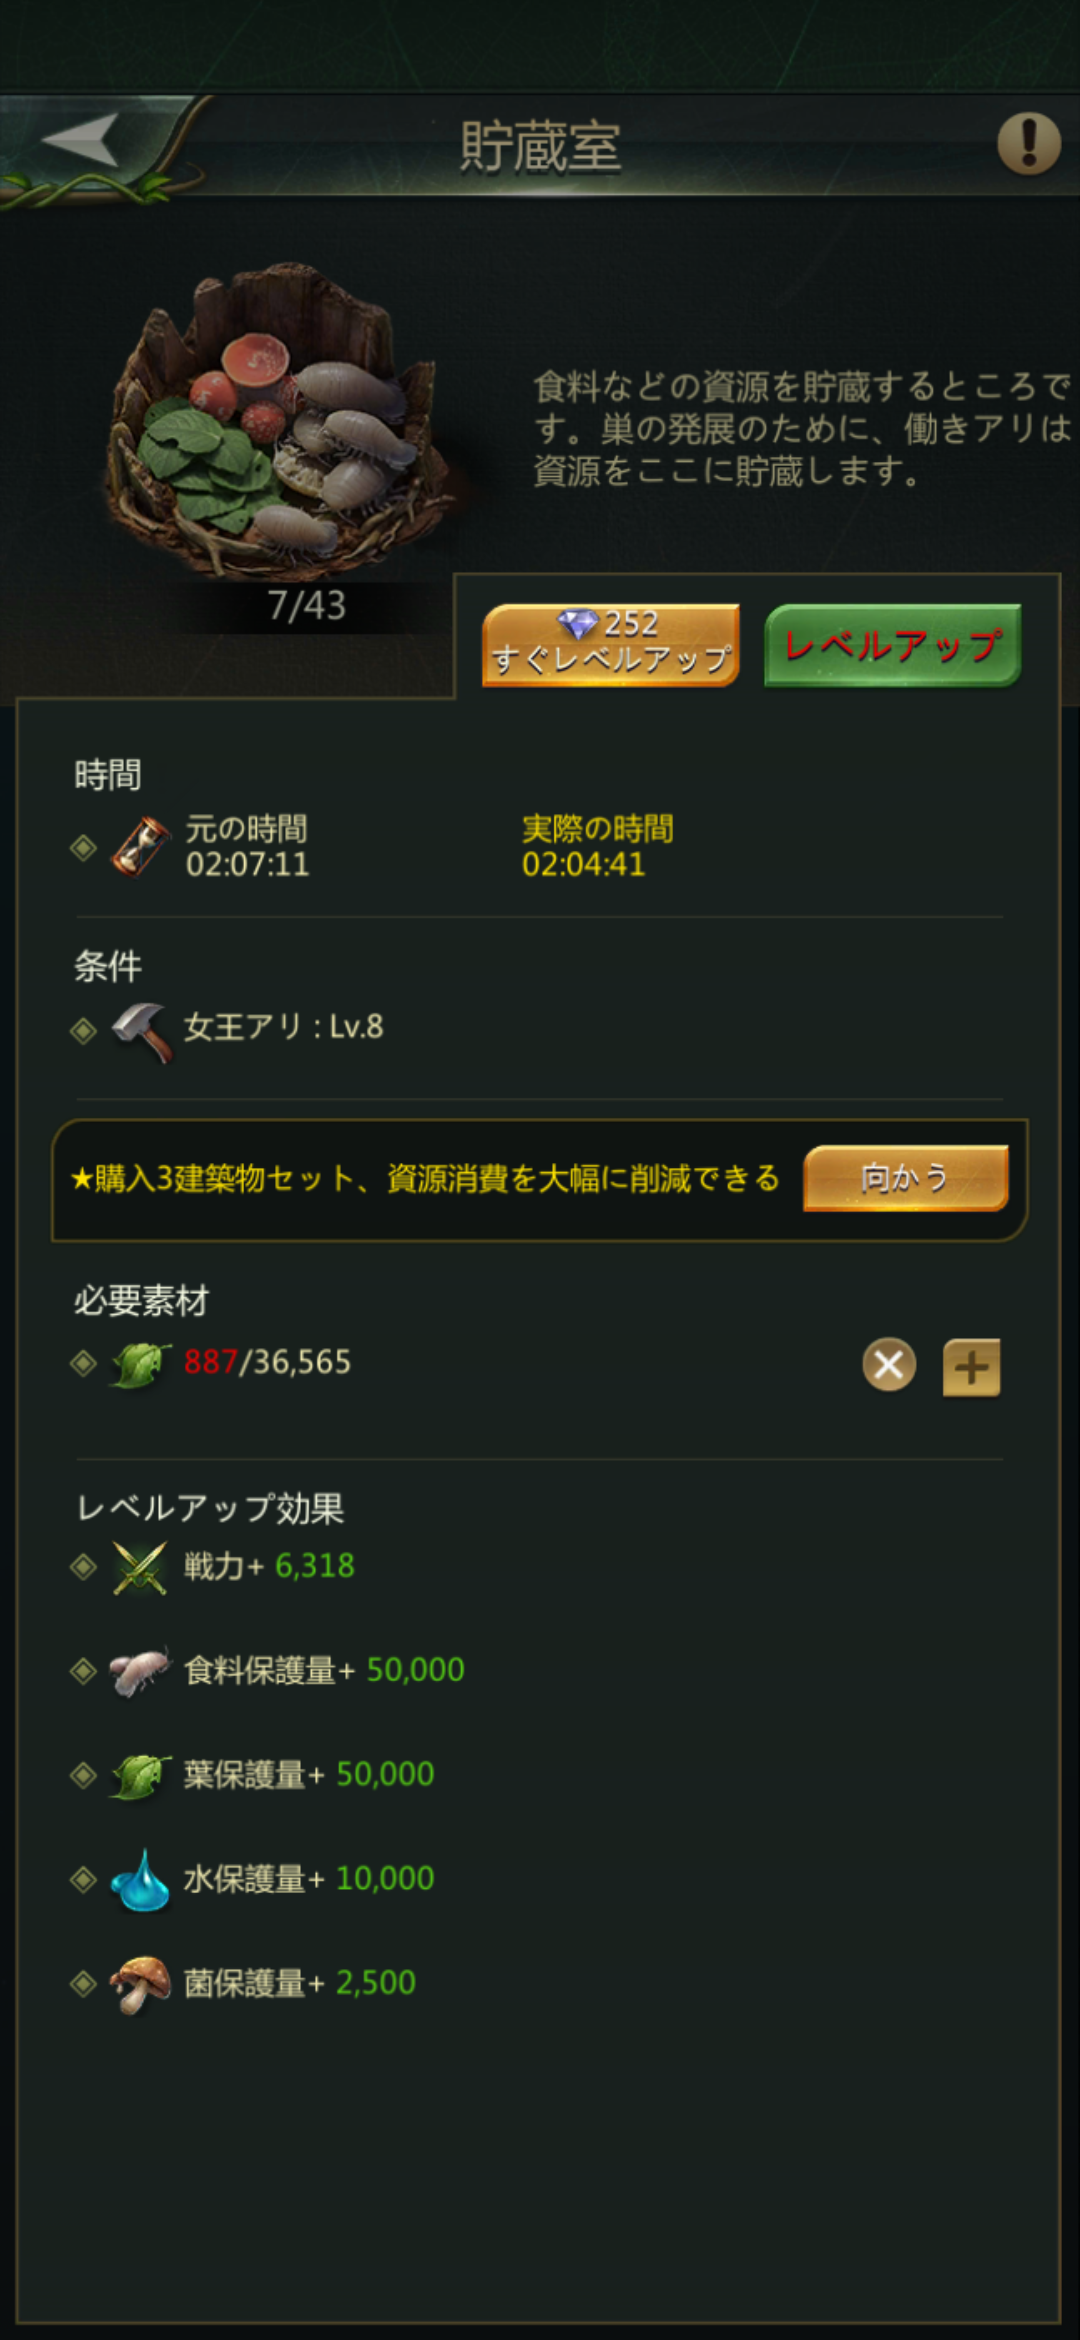 貯蔵室
食料などの資源を貯蔵するところで
す。巣の発展のために、働きアリは
資源をここに貯蔵します。
7/43
252
すぐレベルアップ
レベルアップ
時間
元の時間
02:07:11
実際の時間
02:04:41
条件
女王アリ : Lv.8
★購入3建築物セット、資源消費を大幅に削減できる
向かう
必要素材
887/36,565
レベルアップ効果
戦力+ 6,318
食料保護量+ 50,000
葉保護量+ 50,000
水保護量+ 10,000
菌保護量+ 2,500